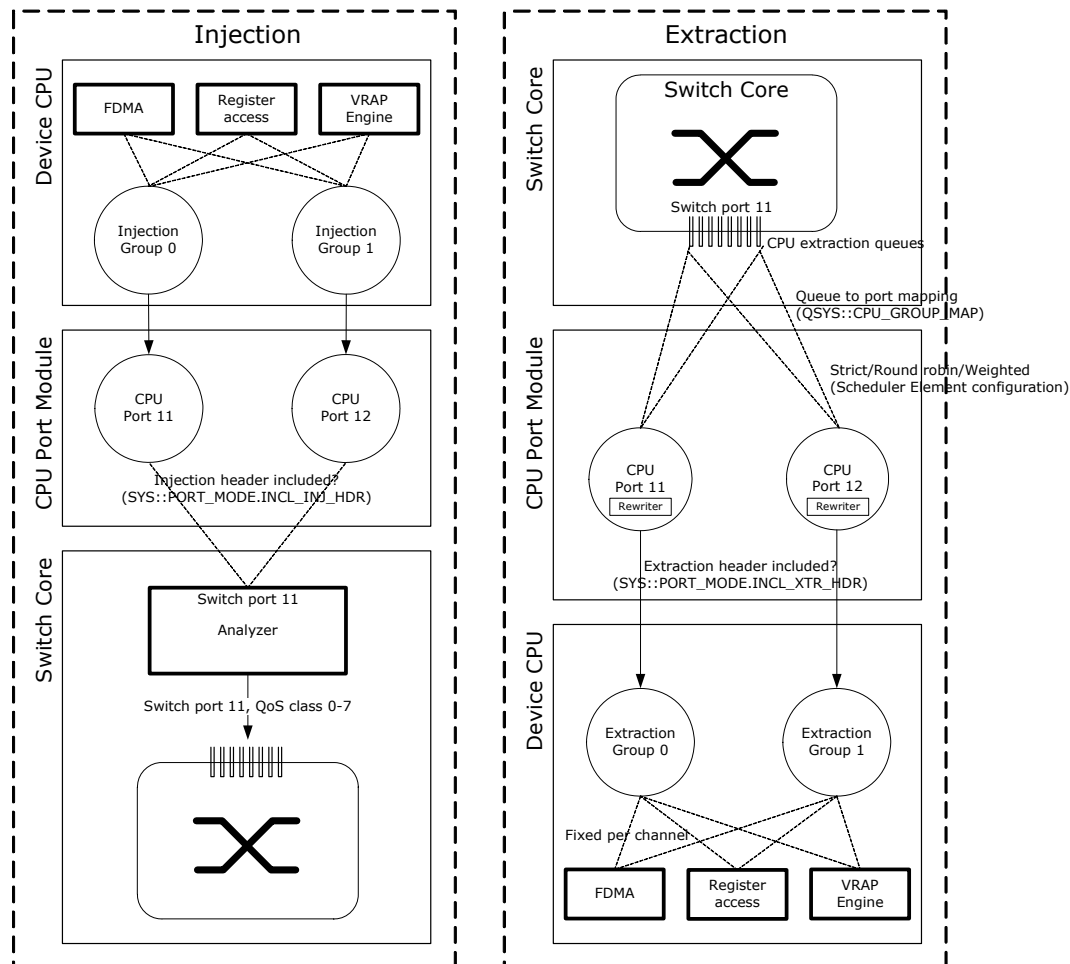 Injection
Device CPU
FDMA
Register
access
VRAP
Engine
Injection
Group 0
Injection
Group 1
CPU Port Module
CPU
Port 11
CPU
Port 12
Injection header included?
(SYS::PORT_MODE.INCL_INJ_HDR)
Switch Core
Switch port 11
Analyzer
Switch port 11, QoS class 0-7
Extraction
Switch Core
Switch Core
Switch port 11
CPU extraction queues
Queue to port mapping
(QSYS::CPU_GROUP_MAP)
CPU Port Module
Strict/Round robin/Weighted
(Scheduler Element configuration)
CPU
Port 11
Rewriter
CPU
Port 12
Rewriter
Extraction header included?
(SYS::PORT_MODE.INCL_XTR_HDR)
Device CPU
Extraction
Group 0
Extraction
Group 1
Fixed per channel
FDMA
Register
access
VRAP
Engine